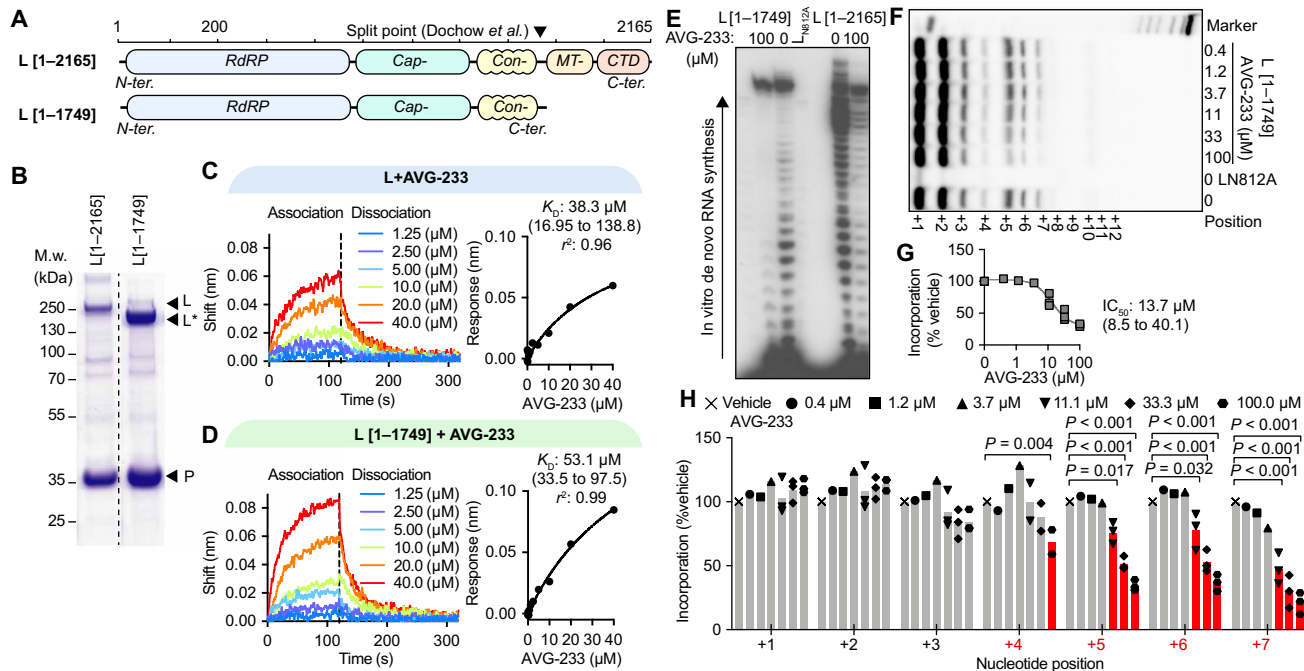 A
1 200 2165
Split point (Dochow et al.) ▼
L [1–2165]
RdRP Cap- Con- MT- CTD
N-ter. C-ter.
L [1–1749]
RdRP Cap- Con-
N-ter. C-ter.
B
L[1–2165] L[1–1749]
M.w.
(kDa)
250
130
95
72
55
35
25
L
L*
P
C
L+AVG-233
Association Dissociation
1.25 (µM)
2.50 (µM)
5.00 (µM)
10.0 (µM)
20.0 (µM)
40.0 (µM)
Shift (nm)
0.08
0.06
0.04
0.02
0.00
0 100 200 300
Time (s)
KD: 38.3 µM
(16.95 to 138.8)
r²: 0.96
Response (nm)
0.10
0.05
0.00
0 10 20 30 40
AVG-233 (µM)
D
L [1–1749] + AVG-233
Association Dissociation
1.25 (µM)
2.50 (µM)
5.00 (µM)
10.0 (µM)
20.0 (µM)
40.0 (µM)
Shift (nm)
0.08
0.06
0.04
0.02
0.00
0 100 200 300
Time (s)
KD: 53.1 µM
(33.5 to 97.5)
r²: 0.99
Response (nm)
0.10
0.05
0.00
0 10 20 30 40
AVG-233 (µM)
E
L [1–1749] L [1–2165]
N812A
AVG-233: 100 0 0 100 100
(µM)
In vitro de novo RNA synthesis
F
Marker
0.4
1.2
3.7
11
33
100
0 LN812A
0
0
L [1–1749]
AVG-233 (µM)
+1 +2 +3 +4 +5 +6 +7 +8 +9 +10 +11 +12
Position
G
Incorporation
(% vehicle)
150
100
50
0
0 1 10 100
AVG-233 (µM)
IC50: 13.7 µM
(8.5 to 40.1)
H
× Vehicle ● 0.4 µM ■ 1.2 µM ▲ 3.7 µM ▼ 11.1 µM ◆ 33.3 µM ⬣ 100.0 µM
AVG-233
P = 0.004
P < 0.001
P < 0.001
P = 0.017
P < 0.001
P < 0.001
P = 0.032
P < 0.001
P < 0.001
P < 0.001
Incorporation (%vehicle)
150
100
50
0
+1 +2 +3 +4 +5 +6 +7
Nucleotide position